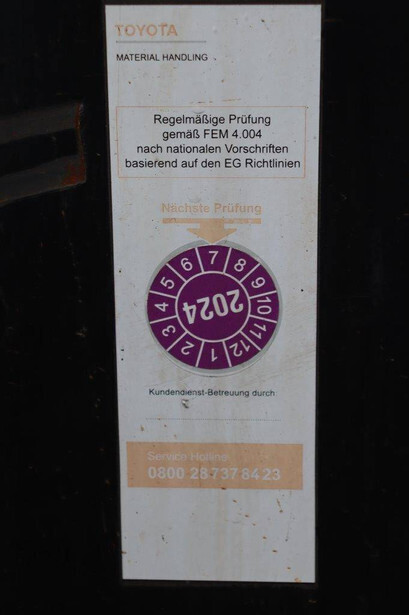 TOYOTA
MATERIAL HANDLING
Regelmäßige Prüfung
gemäß FEM 4.004
nach nationalen Vorschriften
basierend auf den EG Richtlinien
Nächste Prüfung
1 2 3 4 5 6 7 8 9 10 11 12
2024
Kundendienst-Betreuung durch
Service Hotline
0800 28 737 84 23